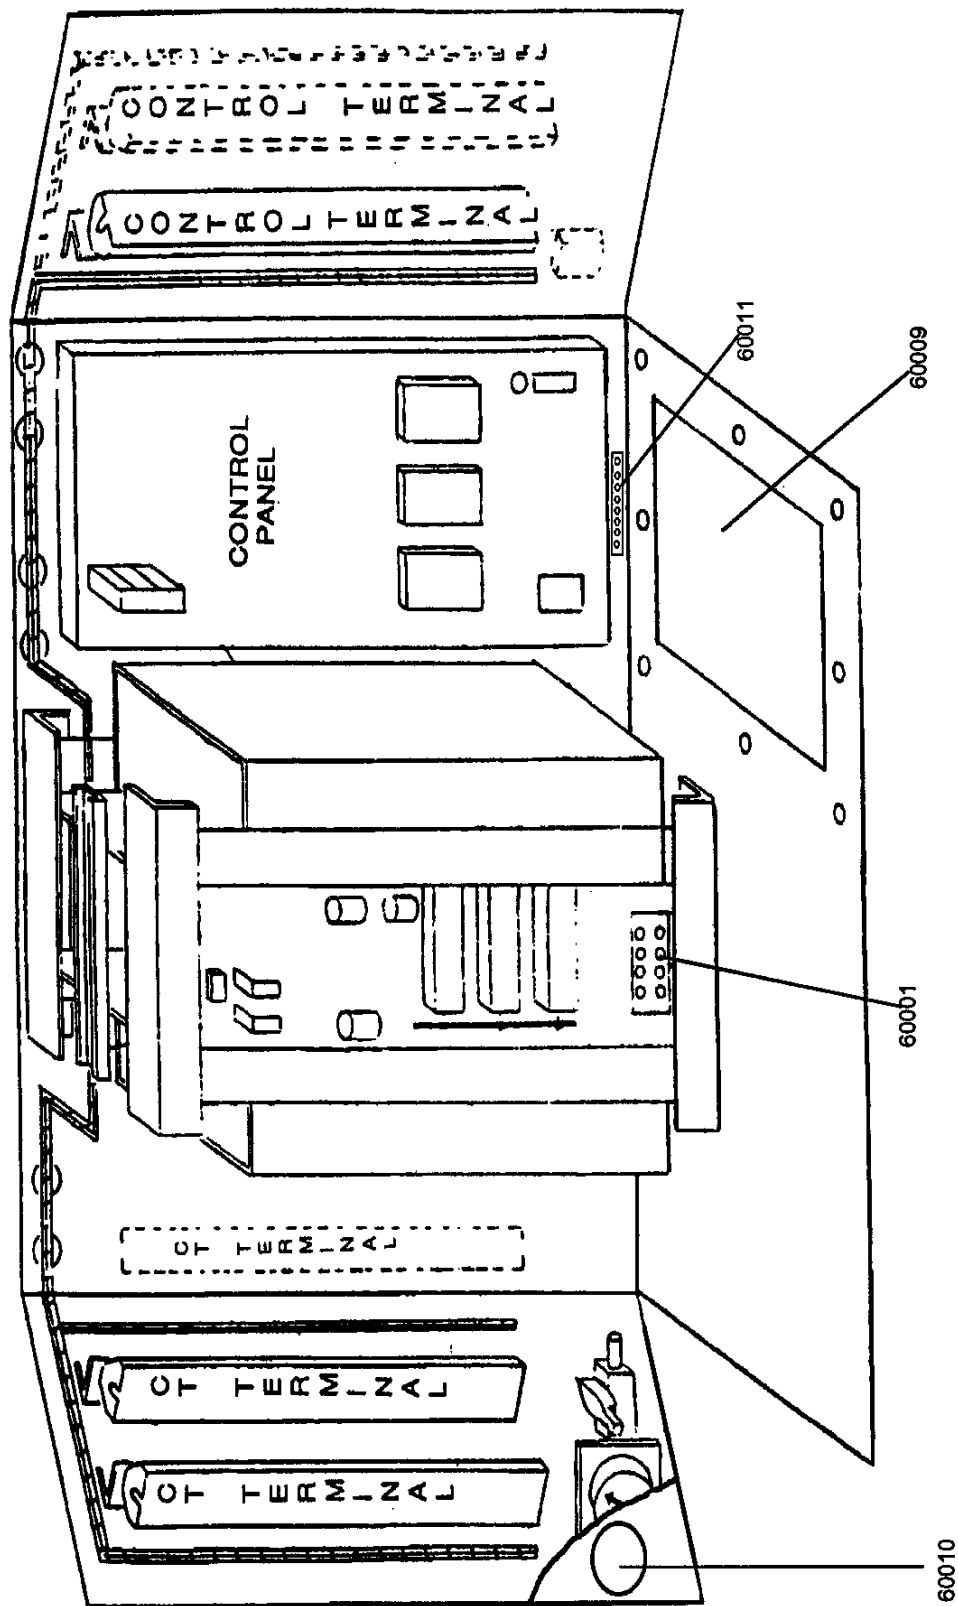 CT TERMINAL
CT TERMINAL
CT TERMINAL
CONTROL
PANEL
CONTROL TERMINAL
CONTROL TERMINAL
60011
60009
60001
60010